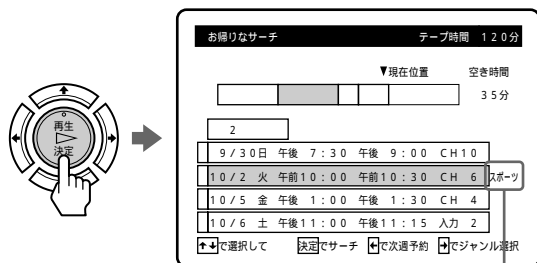 お帰りなサーチ テープ時間 120分
▼現在位置 空き時間
35分
再生
決定
2
9/30日 午後 7:30 午後 9:00 CH10
10/2 火 午前10:00 午前10:30 CH 6 スポーツ
10/5 金 午後 1:00 午後 1:30 CH 4
10/6 土 午後11:00 午後11:15 入力 2
↑↓で選択して 決定でサーチ ←で次週予約 →でジャンル選択